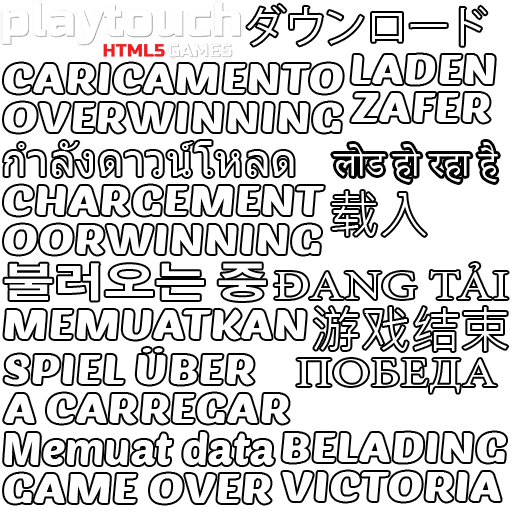 playtouch
HTML5 GAMES
ダウンロード
CARICAMENTO
LADEN
OVERWINNING
ZAFER
กำลังดาวน์โหลด
लोड हो रहा है
CHARGEMENT
载入
OORWINNING
불러오는 중
ĐANG TẢI
MEMUATKAN
游戏结束
SPIEL ÜBER
ПОБЕДА
A CARREGAR
Memuat data
BELADING
GAME OVER
VICTORIA